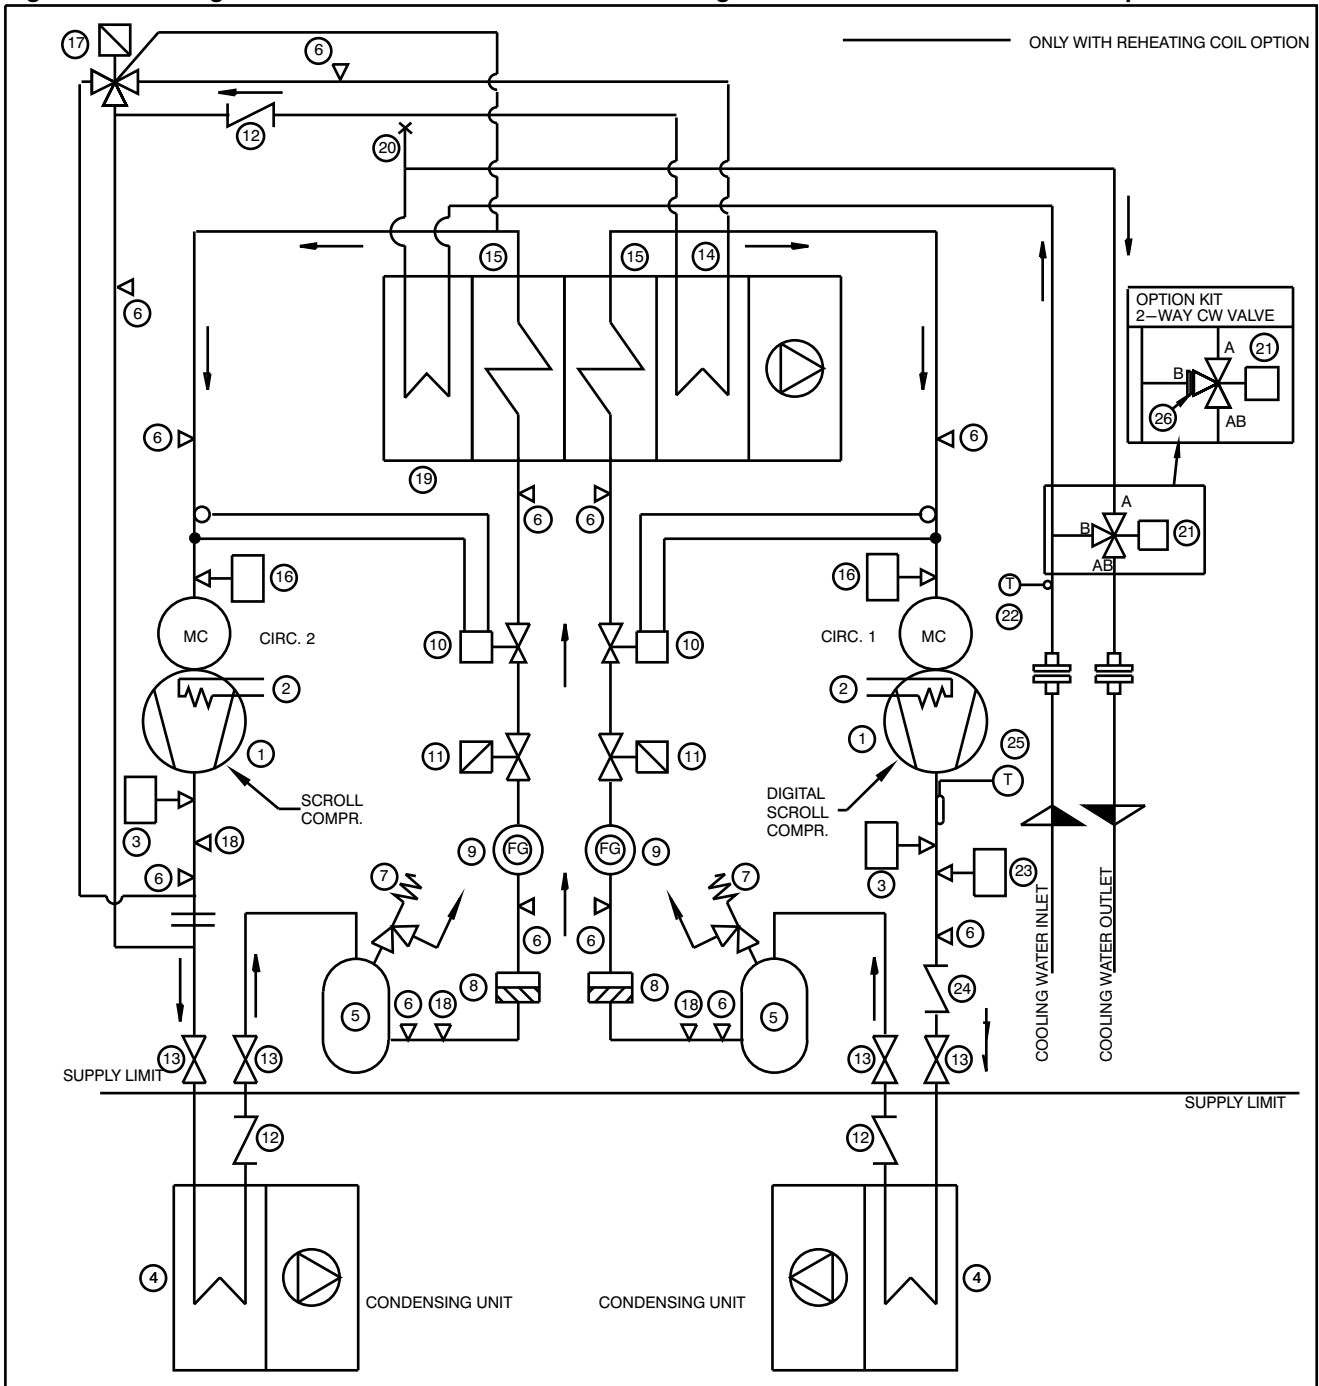 17
6
ONLY WITH REHEATING COIL OPTION
12
20
15
15
14
6
OPTION KIT
2–WAY CW VALVE
A
21
B
26
AB
6
6
19
6
6
A
B
21
AB
16
16
T
22
MC
CIRC. 2
10
10
CIRC. 1
MC
2
2
1
11
11
1
25
T
SCROLL
COMPR.
DIGITAL
SCROLL
COMPR.
3
18
9
FG
FG
9
3
23
6
7
7
6
6
6
8
8
24
5
6
18
18
6
5
COOLING WATER INLET
COOLING WATER OUTLET
13
13
13
13
SUPPLY LIMIT
SUPPLY LIMIT
12
12
4
4
CONDENSING UNIT
CONDENSING UNIT